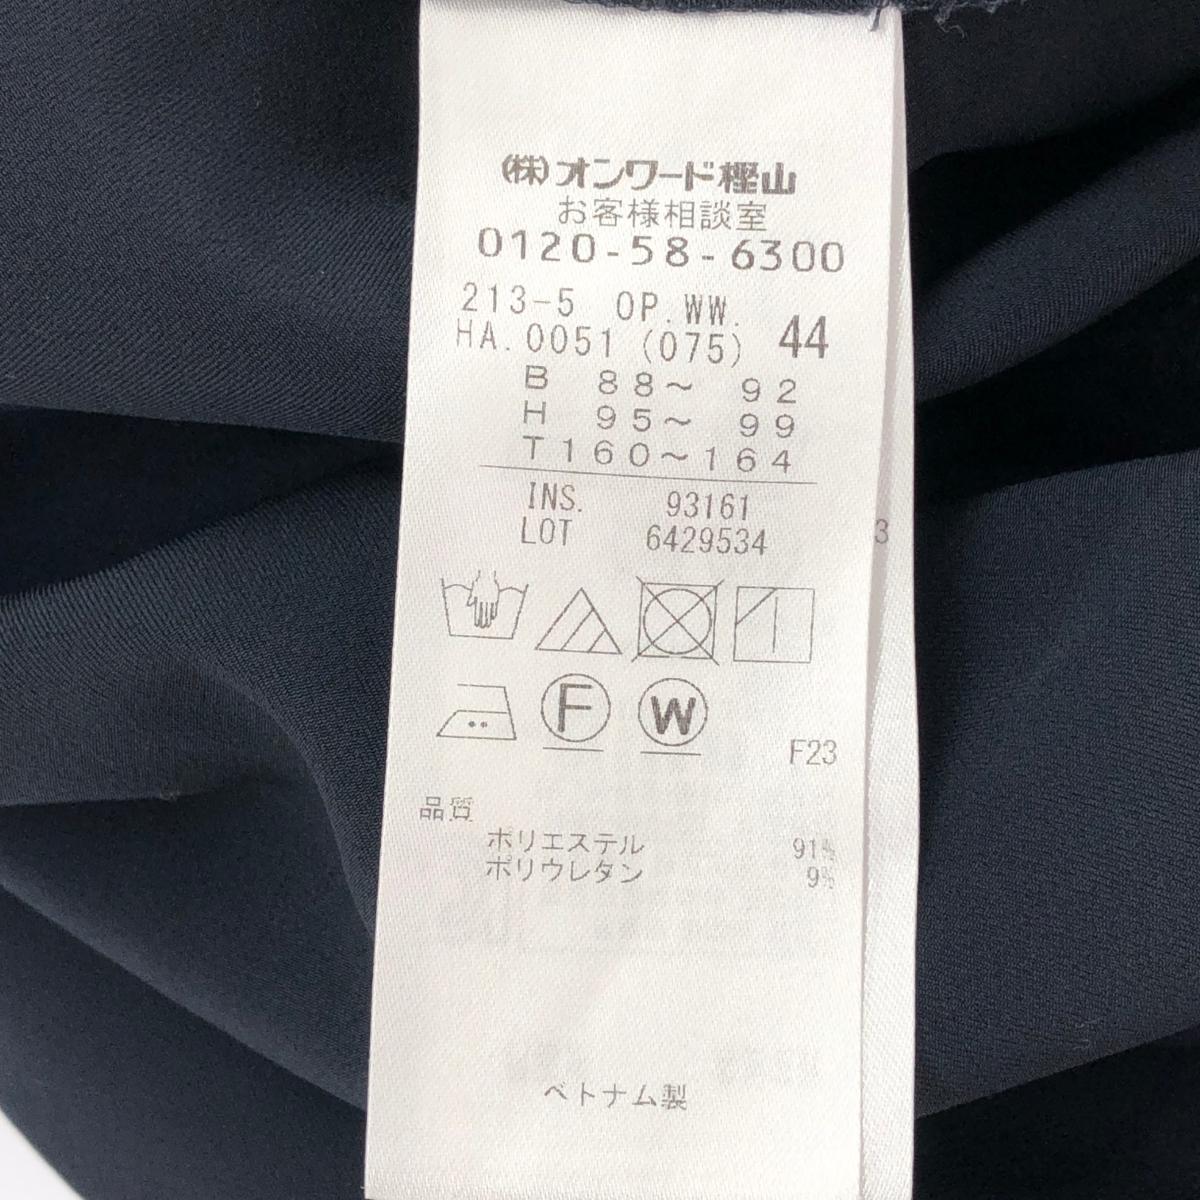 (株)オンワード樫山
お客様相談室
0120-58-6300
213-5 OP.WW.
HA.0051 (075) 44
B 88～ 92
H 95～ 99
T160～164
INS. 93161
LOT 6429534
3
F W
F23
品質
ポリエステル 91%
ポリウレタン 9%
ベトナム製